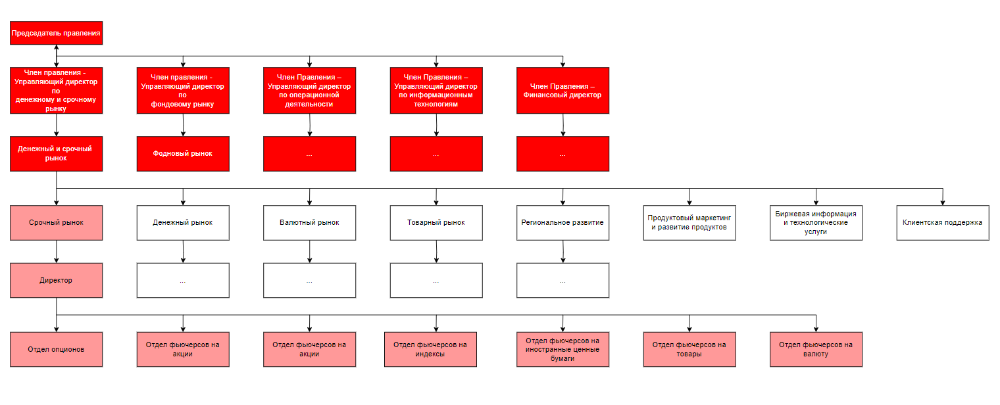 Председатель правления
Член правления -
Управляющий директор
по
денежному и срочному
рынку
Член правления -
Управляющий директор
по
фондовому рынку
Член Правления –
Управляющий директор
по операционной
деятельности
Член Правления –
Управляющий директор
по информационным
технологиям
Член Правления –
Финансовый директор
Денежный и срочный
рынок
Фодновый рынок
...
...
...
Срочный рынок
Денежный рынок
Валютный рынок
Товарный рынок
Региональное развитие
Продуктовый маркетинг
и развитие продуктов
Биржевая информация
и технологические
услуги
Клиентская поддержка
Директор
...
...
...
...
Отдел опционов
Отдел фьючерсов на
акции
Отдел фьючерсов на
акции
Отдел фьючерсов на
индексы
Отдел фьючерсов на
иностранные ценные
бумаги
Отдел фьючерсов на
товары
Отдел фьючерсов на
валюту